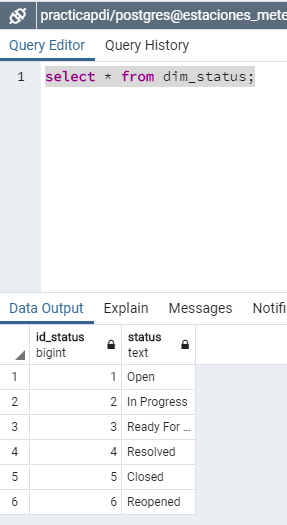 practicapdi/postgres@estaciones_mete
Query Editor Query History
1 select * from dim_status;
Data Output Explain Messages Notifi
id_status status
bigint text
1 1 Open
2 2 In Progress
3 3 Ready For ...
4 4 Resolved
5 5 Closed
6 6 Reopened